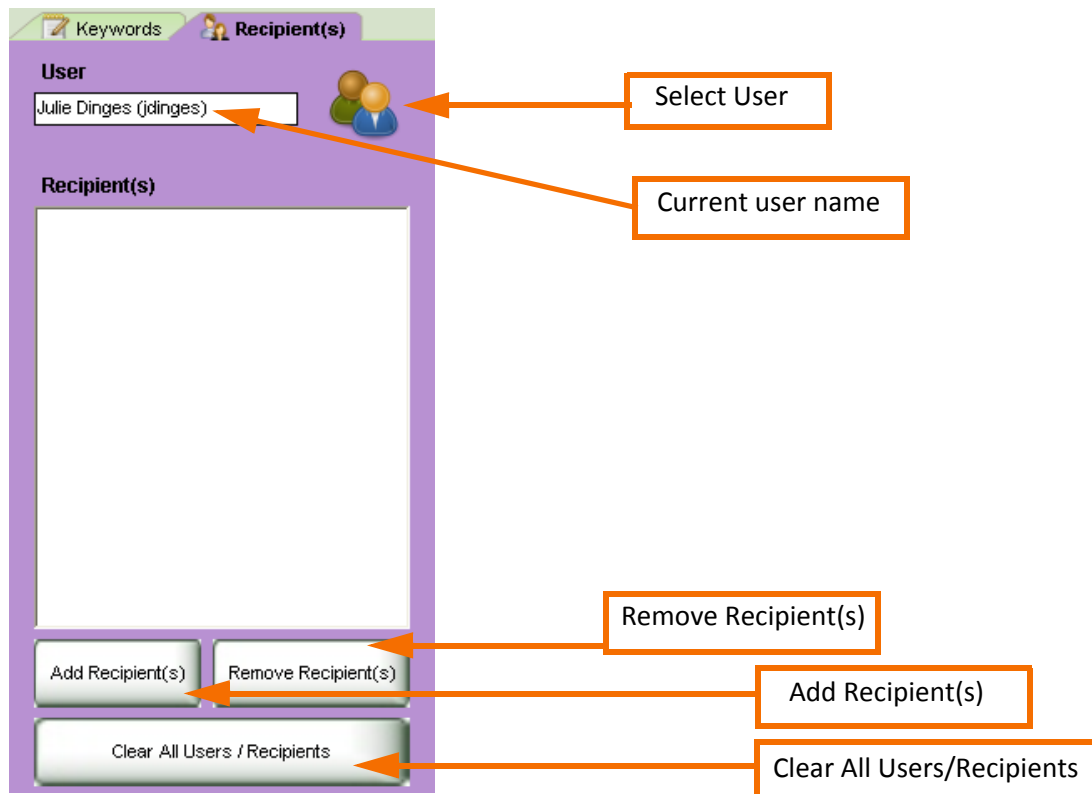 Keywords
Recipient(s)
User
Julie Dinges (jdinges)
Select User
Current user name
Recipient(s)
Remove Recipient(s)
Add Recipient(s)
Remove Recipient(s)
Add Recipient(s)
Clear All Users / Recipients
Clear All Users/Recipients